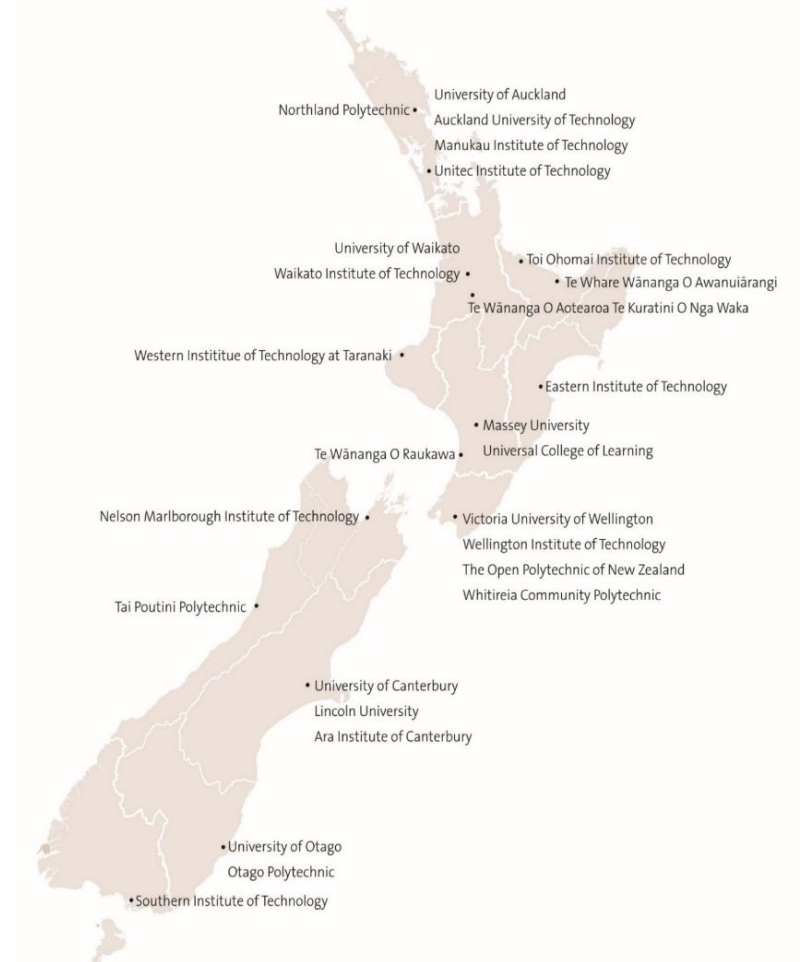 University of Auckland
Northland Polytechnic
Auckland University of Technology
Manukau Institute of Technology
Unitec Institute of Technology
University of Waikato
Toi Ohomai Institute of Technology
Waikato Institute of Technology
Te Whare Wānanga O Awanuiārangi
Te Wānanga O Aotearoa Te Kuratini O Nga Waka
Western Instititue of Technology at Taranaki
Eastern Institute of Technology
Massey University
Universal College of Learning
Te Wānanga O Raukawa
Nelson Marlborough Institute of Technology
Victoria University of Wellington
Wellington Institute of Technology
The Open Polytechnic of New Zealand
Whitireia Community Polytechnic
Tai Poutini Polytechnic
University of Canterbury
Lincoln University
Ara Institute of Canterbury
University of Otago
Otago Polytechnic
Southern Institute of Technology